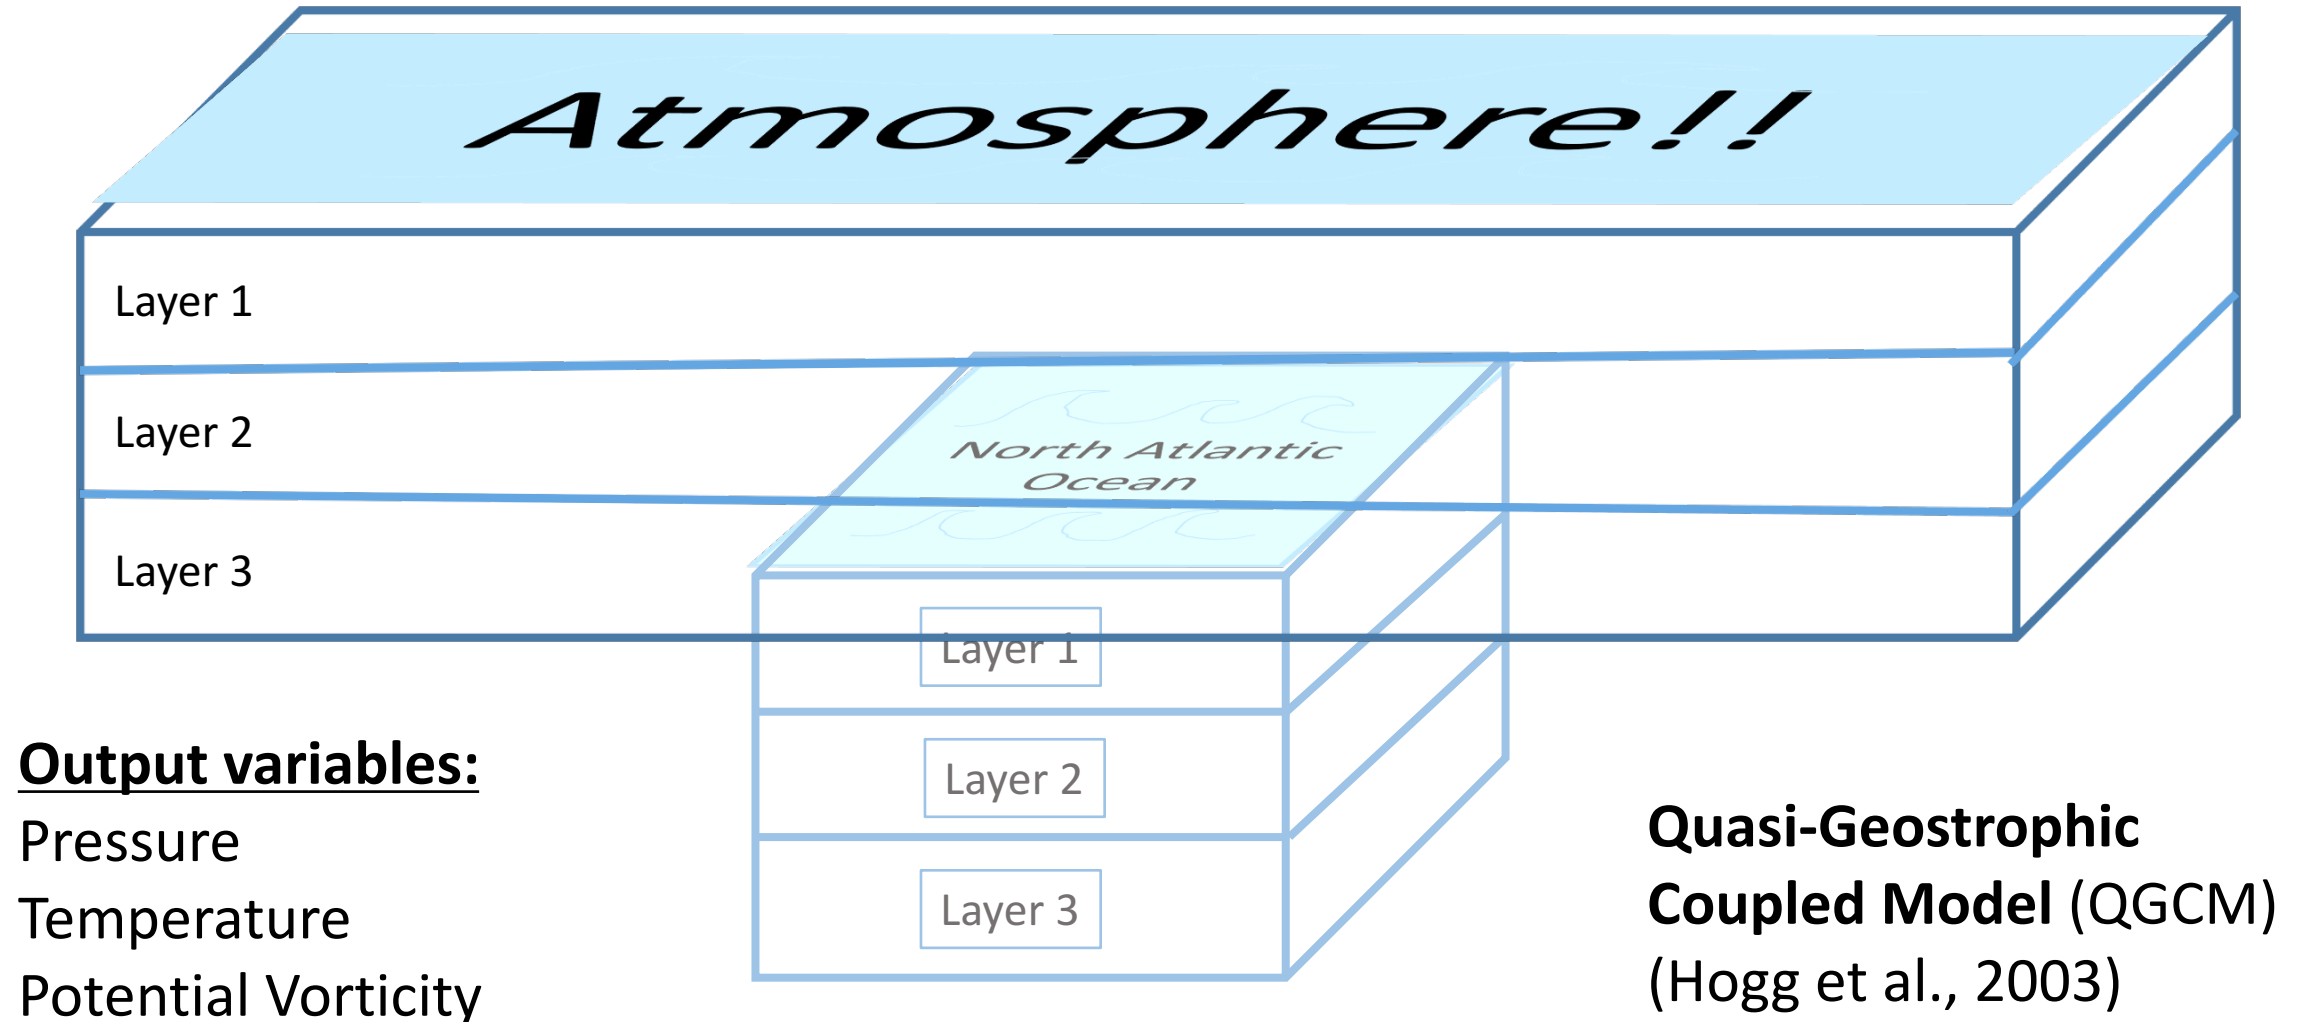 Atmosphere!!
Layer 1
Layer 2
Layer 3
North Atlantic
Ocean
Layer 1
Layer 2
Layer 3
Output variables:
Pressure
Temperature
Potential Vorticity
Quasi-Geostrophic
Coupled Model (QGCM)
(Hogg et al., 2003)